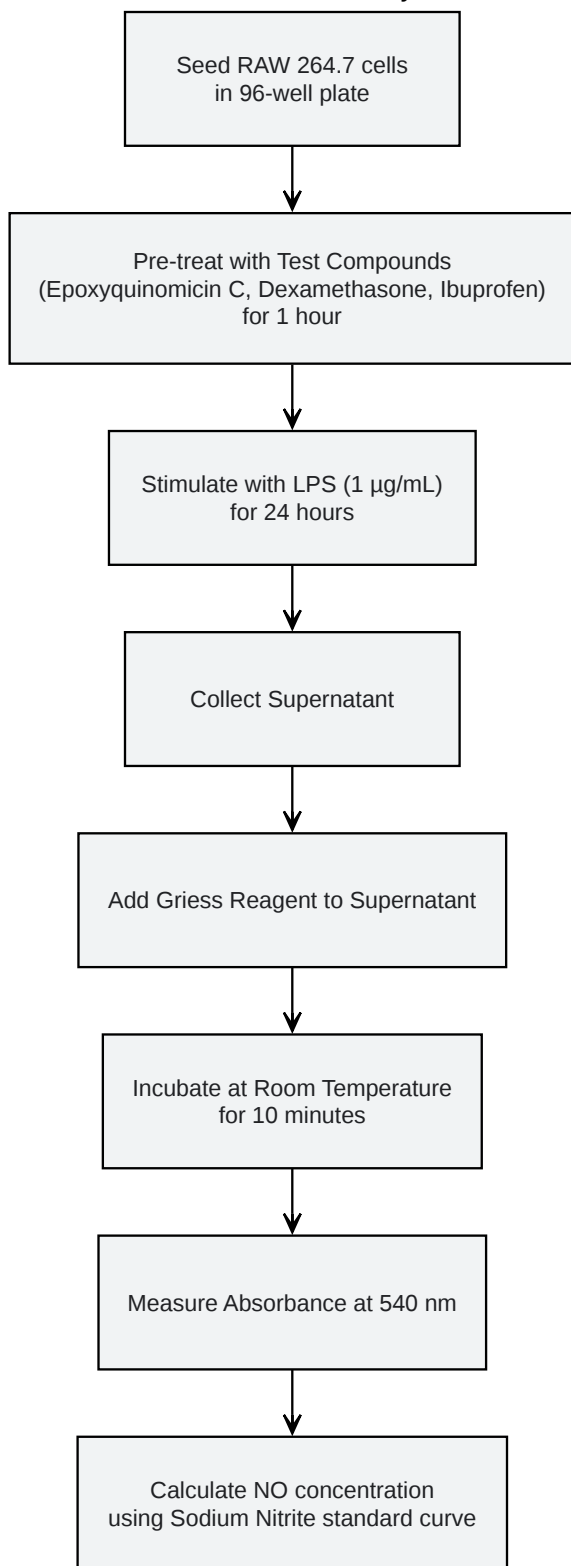 Seed RAW 264.7 cells
in 96-well plate
Pre-treat with Test Compounds
(Epoxyquinomicin C, Dexamethasone, Ibuprofen)
for 1 hour
Stimulate with LPS (1 µg/mL)
for 24 hours
Collect Supernatant
Add Griess Reagent to Supernatant
Incubate at Room Temperature
for 10 minutes
Measure Absorbance at 540 nm
Calculate NO concentration
using Sodium Nitrite standard curve